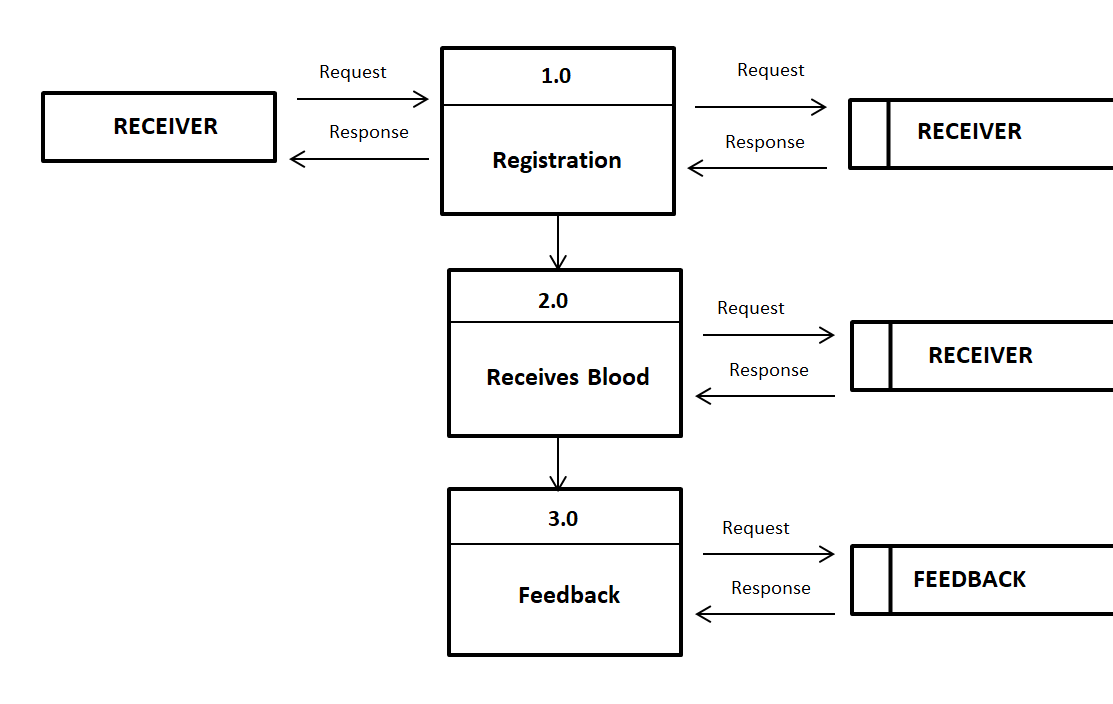 Request
1.0
Request
RECEIVER
Response
Registration
Response
RECEIVER
2.0
Request
Receives Blood
Response
RECEIVER
3.0
Request
Feedback
Response
FEEDBACK